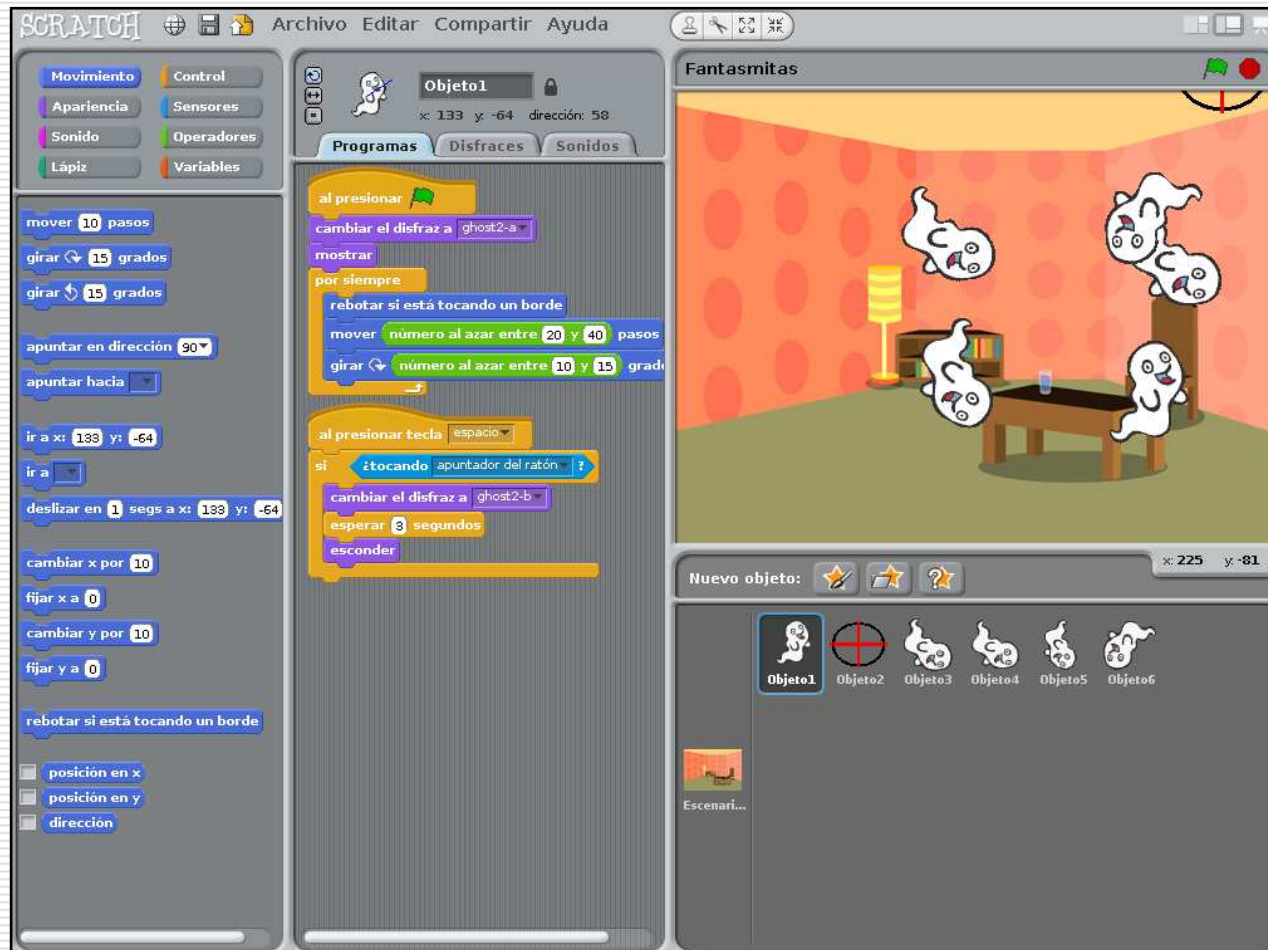 SCRATCH Archivo Editar Compartir Ayuda
Movimiento Control
Apariencia Sensores
Sonido Operadores
Lápiz Variables
mover 10 pasos
girar 15 grados
girar 15 grados
apuntar en dirección 90
apuntar hacia
ir a x: 133 y: -64
ir a
deslizar en 1 segs a x: 133 y: -64
cambiar x por 10
fijar x a 0
cambiar y por 10
fijar y a 0
rebotar si está tocando un borde
posición en x
posición en y
dirección
Objeto1
x: 133 y: -64 dirección: 58
Programas Disfraces Sonidos
al presionar
cambiar el disfraz a ghost2-a
mostrar
por siempre
rebotar si está tocando un borde
mover número al azar entre 20 y 40 pasos
girar número al azar entre 10 y 15 grado
al presionar tecla espacio
si ¿tocando apuntador del ratón ?
cambiar el disfraz a ghost2-b
esperar 3 segundos
esconder
Fantasmitas
x: 225 y: -81
Nuevo objeto:
Objeto1 Objeto2 Objeto3 Objeto4 Objeto5 Objeto6
Escenari...